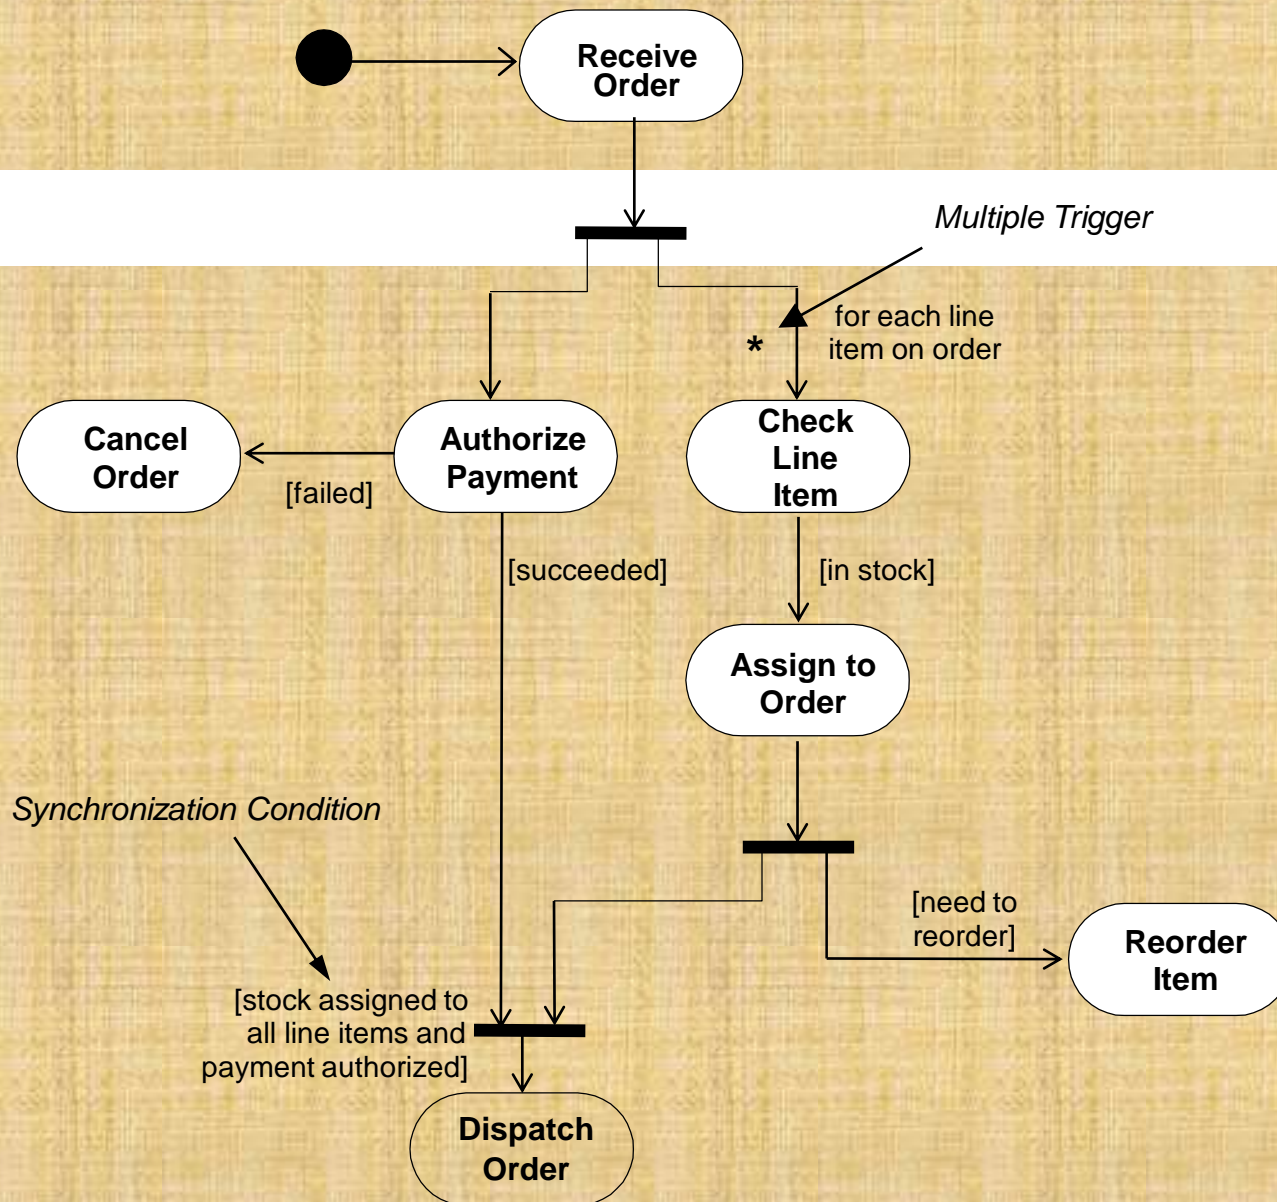 Receive
Order
Multiple Trigger
*
for each line
item on order
Cancel
Order
[failed]
Authorize
Payment
Check
Line
Item
[succeeded]
[in stock]
Assign to
Order
Synchronization Condition
[need to
reorder]
Reorder
Item
[stock assigned to
all line items and
payment authorized]
Dispatch
Order